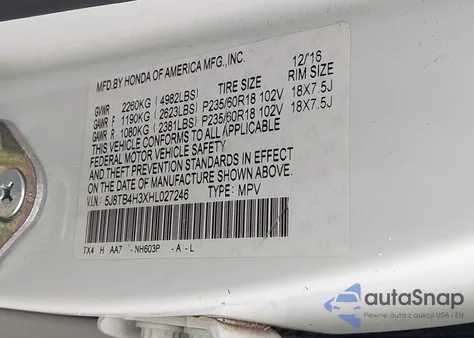 MFD.BY HONDA OF AMERICA MFG.,INC. 12/'16
TIRE SIZE RIM SIZE
GVWR 2260KG (4982LBS)
GAWR F 1190KG (2623LBS) P235/60R18 102V 18X7.5J
GAWR R 1080KG (2381LBS) P235/60R18 102V 18X7.5J
THIS VEHICLE CONFORMS TO ALL APPLICABLE
FEDERAL MOTOR VEHICLE SAFETY
AND THEFT PREVENTION STANDARDS IN EFFECT
ON THE DATE OF MANUFACTURE SHOWN ABOVE.
V.I.N.: 5J8TB4H3XHL027246 TYPE: MPV
TX4 H AA7 -NH603P -A-L
autoSnap
Pewne auta z aukcji USA i EU